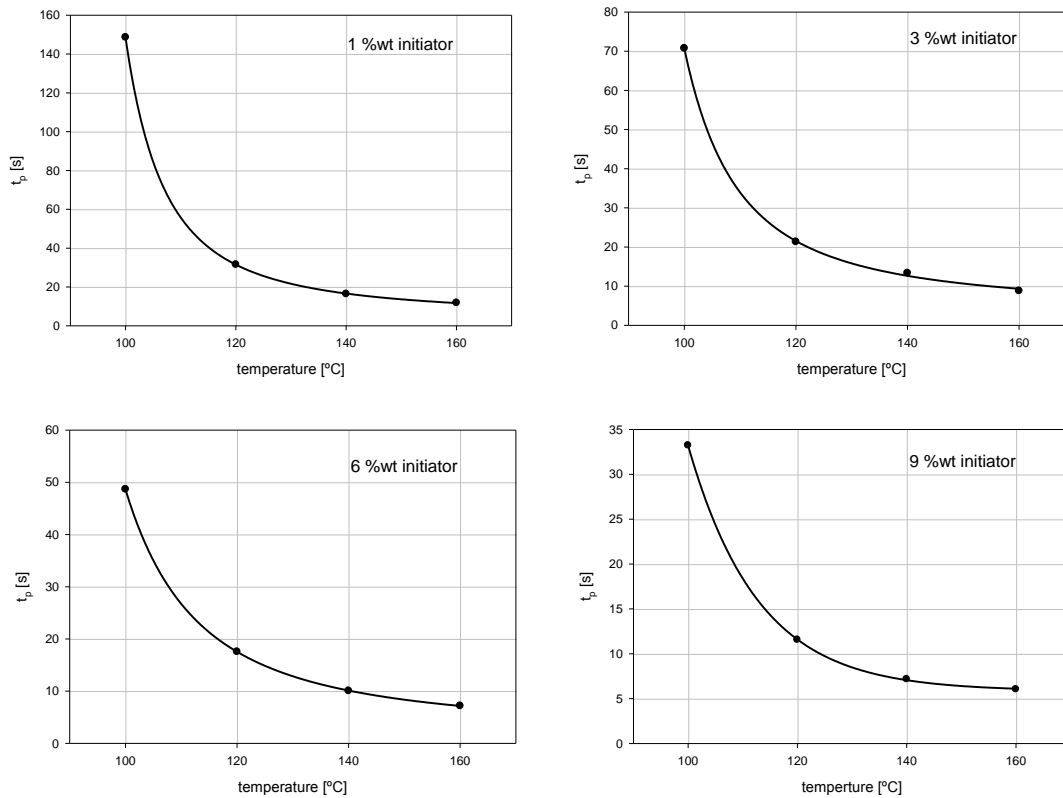 160
140
120
100
80
60
40
20
0
t_p [s]
1 %wt initiator
100 120 140 160
temperature [ºC]
80
70
60
50
40
30
20
10
0
t_p [s]
3 %wt initiator
100 120 140 160
temperature [ºC]
60
50
40
30
20
10
0
t_p [s]
6 %wt initiator
100 120 140 160
temperature [ºC]
35
30
25
20
15
10
5
0
t_p [s]
9 %wt initiator
100 120 140 160
temperture [ºC]